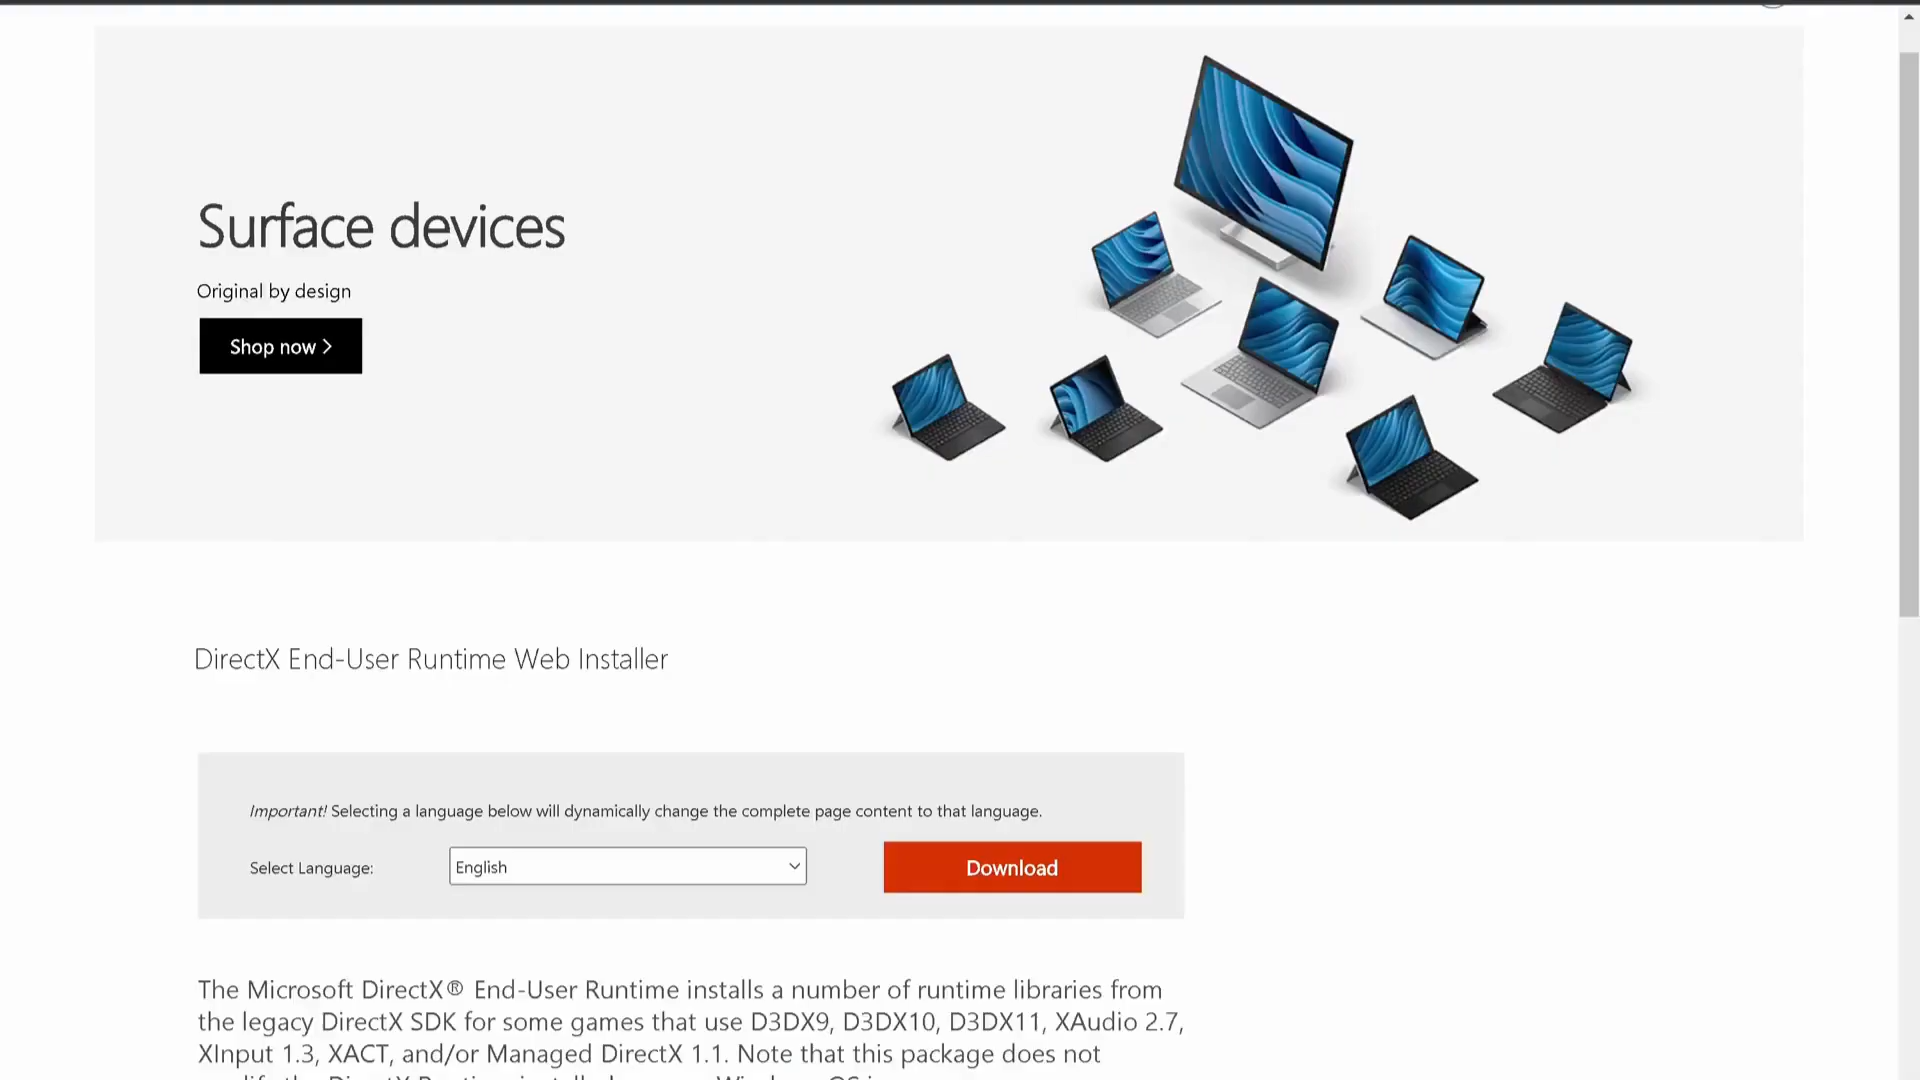 Surface devices
Original by design
Shop now >
DirectX End-User Runtime Web Installer
Important! Selecting a language below will dynamically change the complete page content to that language.
Select Language:
English
Download
The Microsoft DirectX® End-User Runtime installs a number of runtime libraries from
the legacy DirectX SDK for some games that use D3DX9, D3DX10, D3DX11, XAudio 2.7,
XInput 1.3, XACT, and/or Managed DirectX 1.1. Note that this package does not